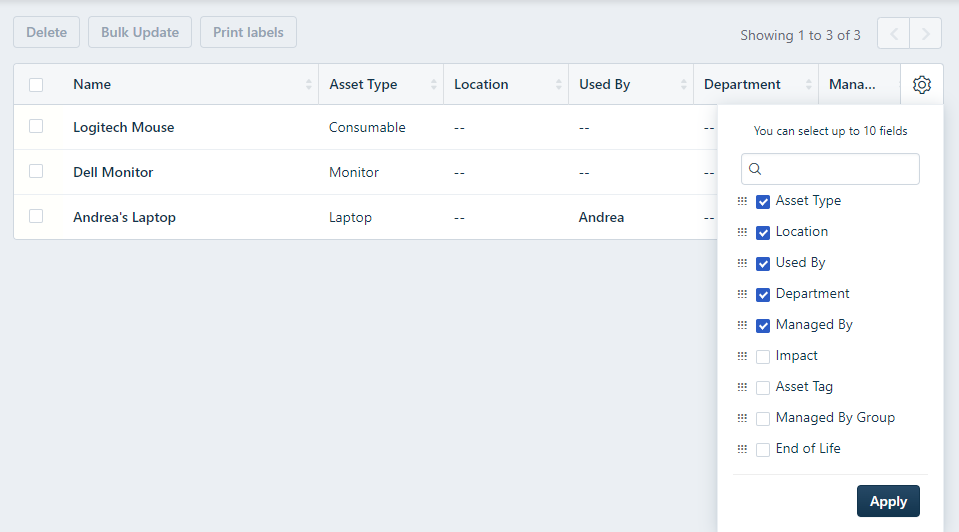 Delete Bulk Update Print labels Showing 1 to 3 of 3
Name Asset Type Location Used By Department Mana...
Logitech Mouse Consumable -- -- --
Dell Monitor Monitor -- -- --
Andrea's Laptop Laptop -- Andrea --
You can select up to 10 fields
Asset Type
Location
Used By
Department
Managed By
Impact
Asset Tag
Managed By Group
End of Life
Apply